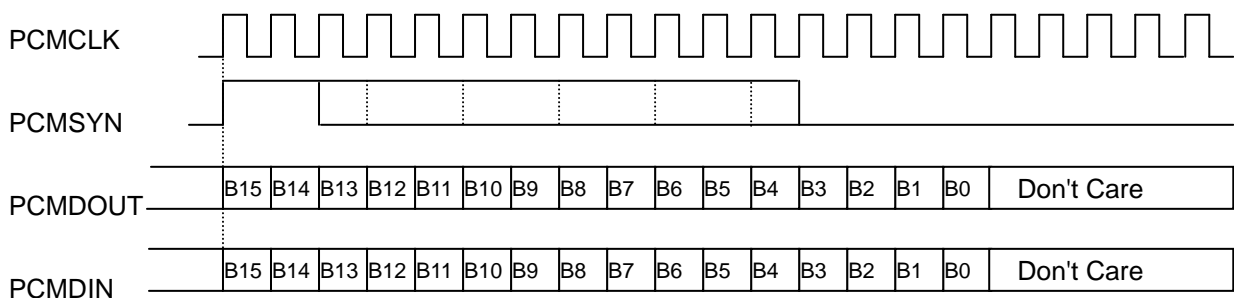 PCMCLK
PCMSYN
PCMDOUT B15 B14 B13 B12 B11 B10 B9 B8 B7 B6 B5 B4 B3 B2 B1 B0 Don't Care
PCMDIN B15 B14 B13 B12 B11 B10 B9 B8 B7 B6 B5 B4 B3 B2 B1 B0 Don't Care